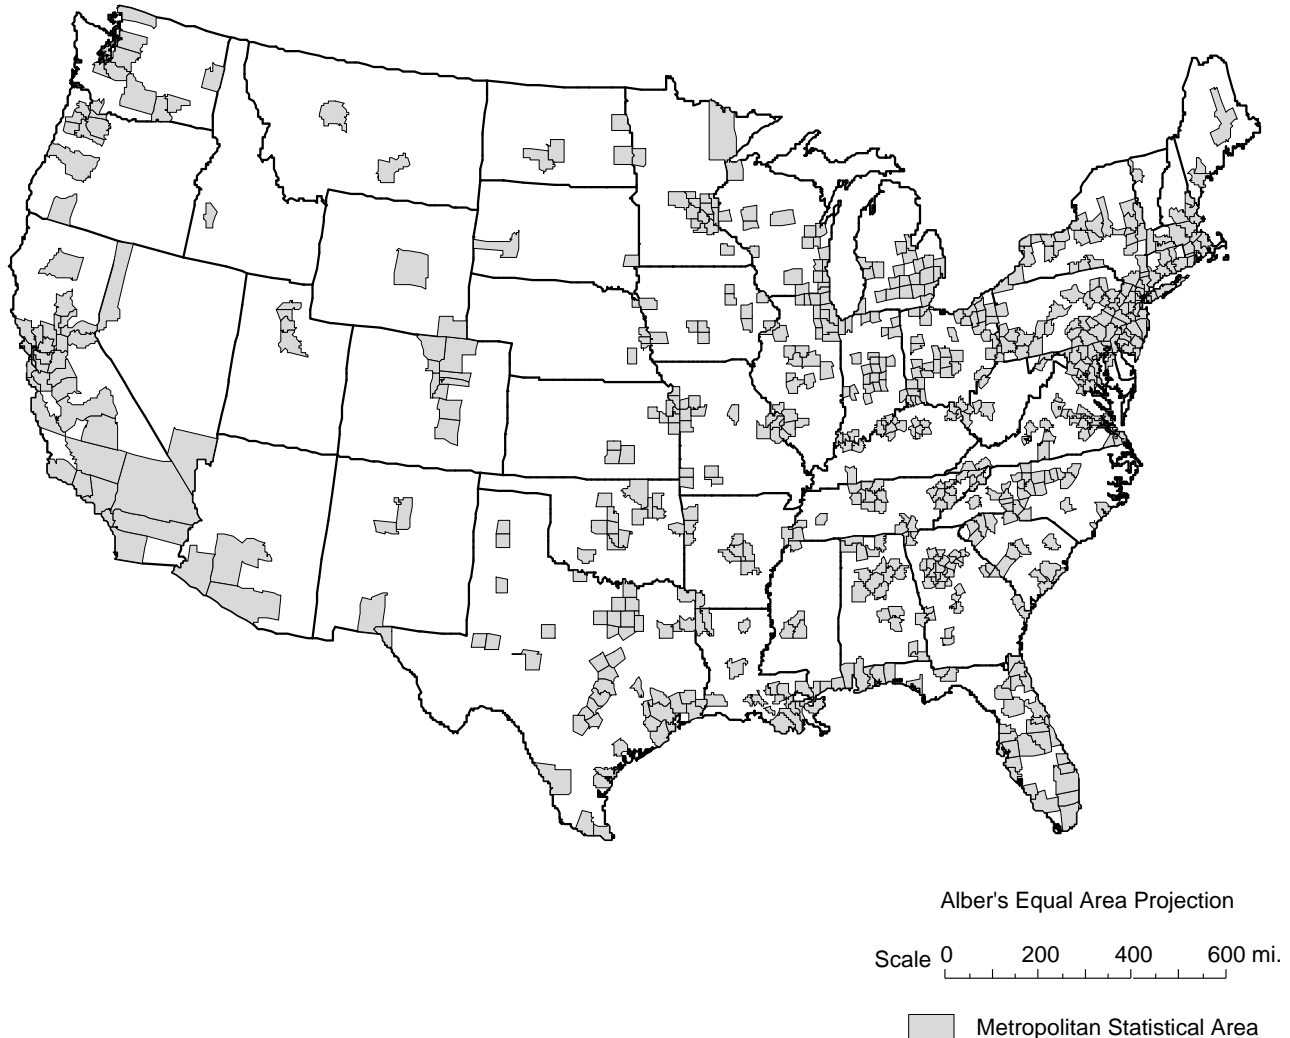 Alber's Equal Area Projection
Scale 0 200 400 600 mi.
Metropolitan Statistical Area